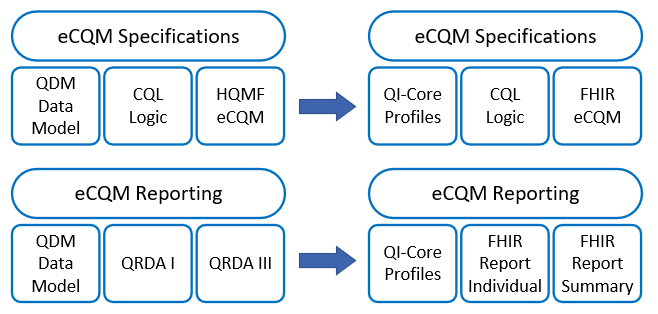 eCQM Specifications
QDM
Data
Model
CQL
Logic
HQMF
eCQM
eCQM Specifications
QI-Core
Profiles
CQL
Logic
FHIR
eCQM
eCQM Reporting
QDM
Data
Model
QRDA I
QRDA III
eCQM Reporting
QI-Core
Profiles
FHIR
Report
Individual
FHIR
Report
Summary